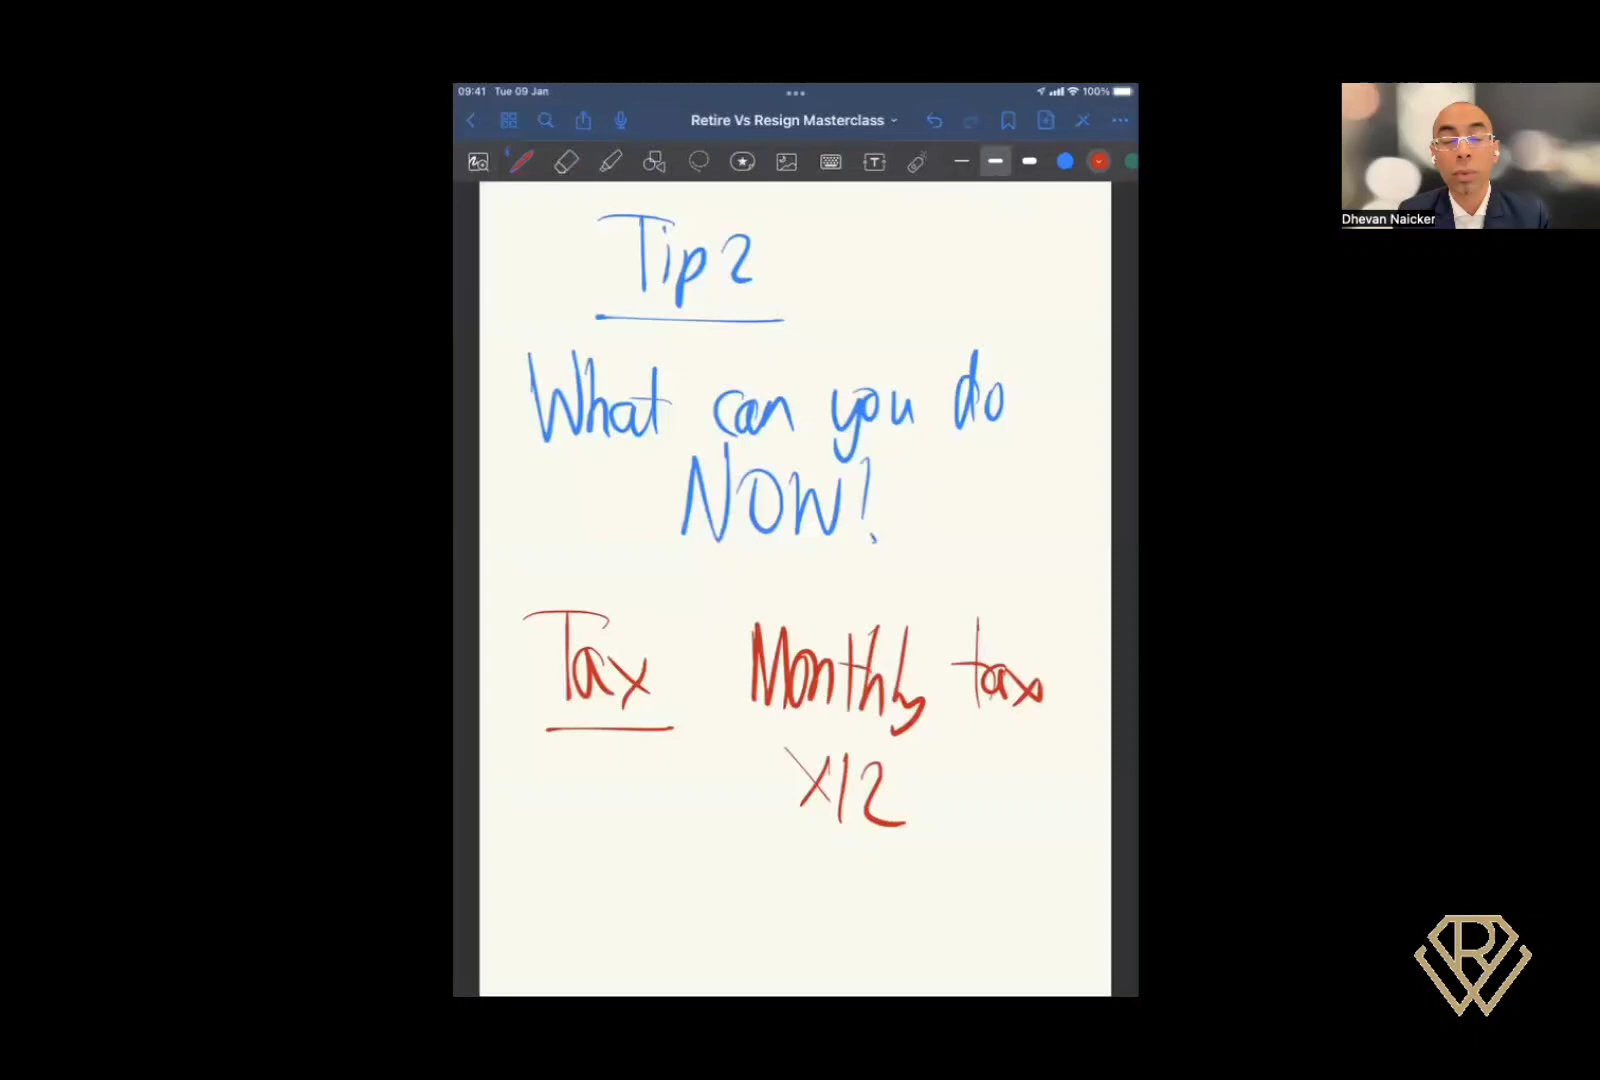 09:41 Tue 09 Jan
100%
Retire Vs Resign Masterclass
Tip 2
What can you do
NOW!
Tax Monthly tax
X12
Dhevan Naicker